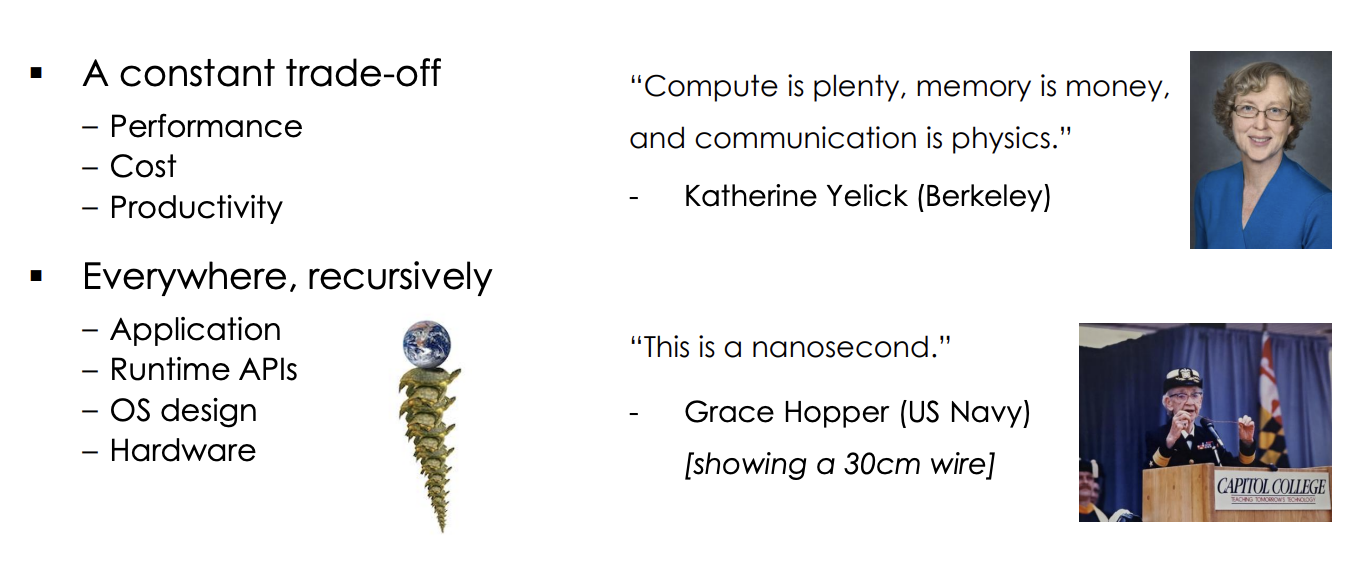 ▪ A constant trade-off
– Performance
– Cost
– Productivity
▪ Everywhere, recursively
– Application
– Runtime APIs
– OS design
– Hardware
“Compute is plenty, memory is money,
and communication is physics.”
- Katherine Yelick (Berkeley)
“This is a nanosecond.”
- Grace Hopper (US Navy)
[showing a 30cm wire]
CAPITOL COLLEGE
TEACHING TOMORROW'S TECHNOLOGY